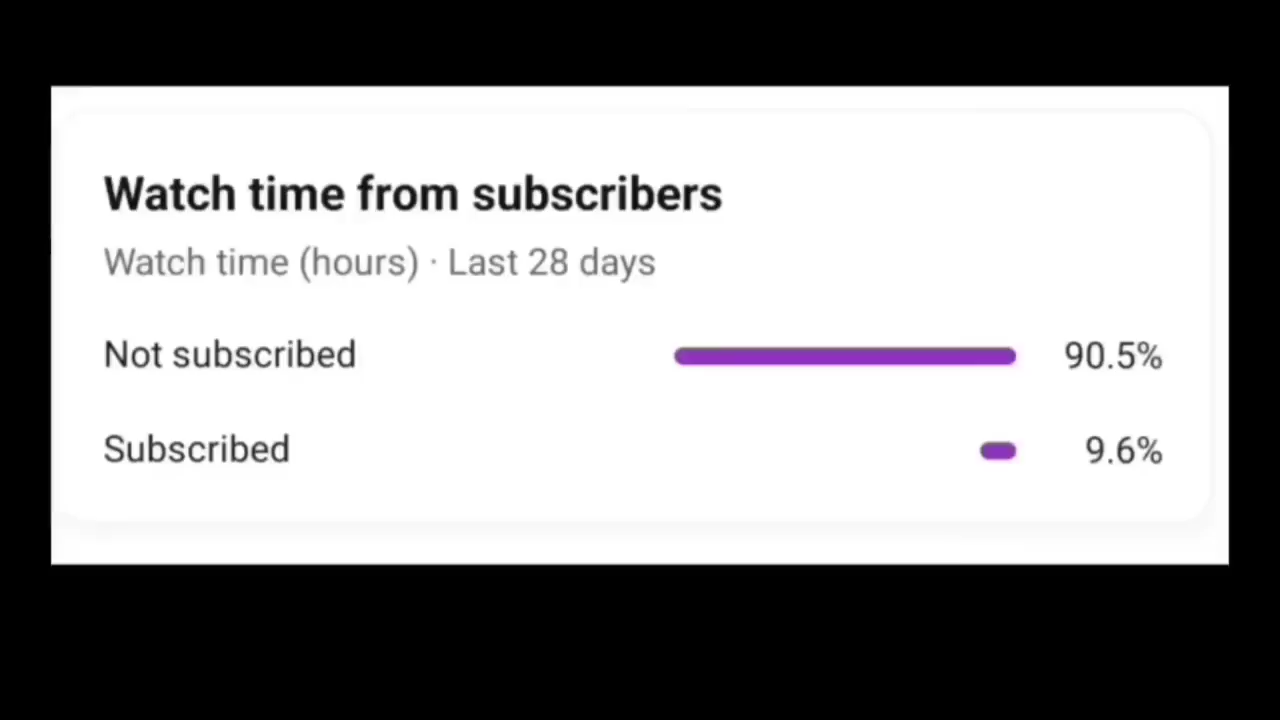 Watch time from subscribers
Watch time (hours) · Last 28 days
Not subscribed 90.5%
Subscribed 9.6%